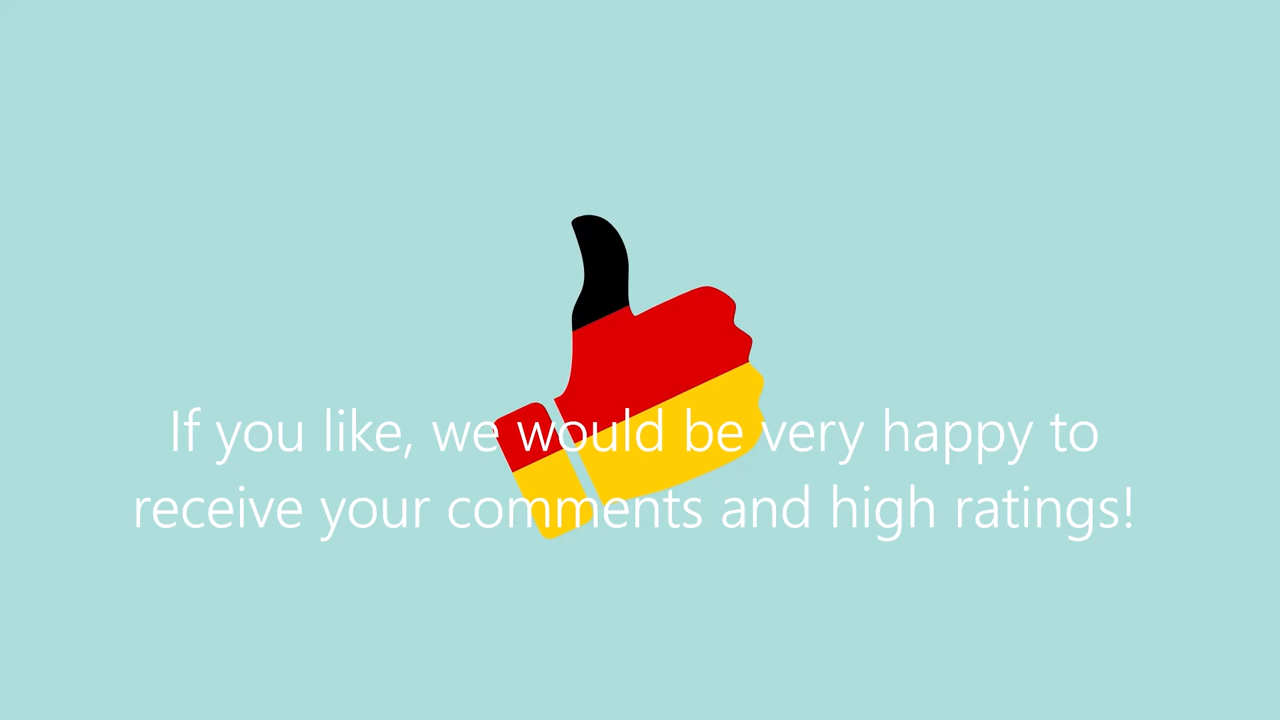 If you like, we would be very happy to
receive your comments and high ratings!